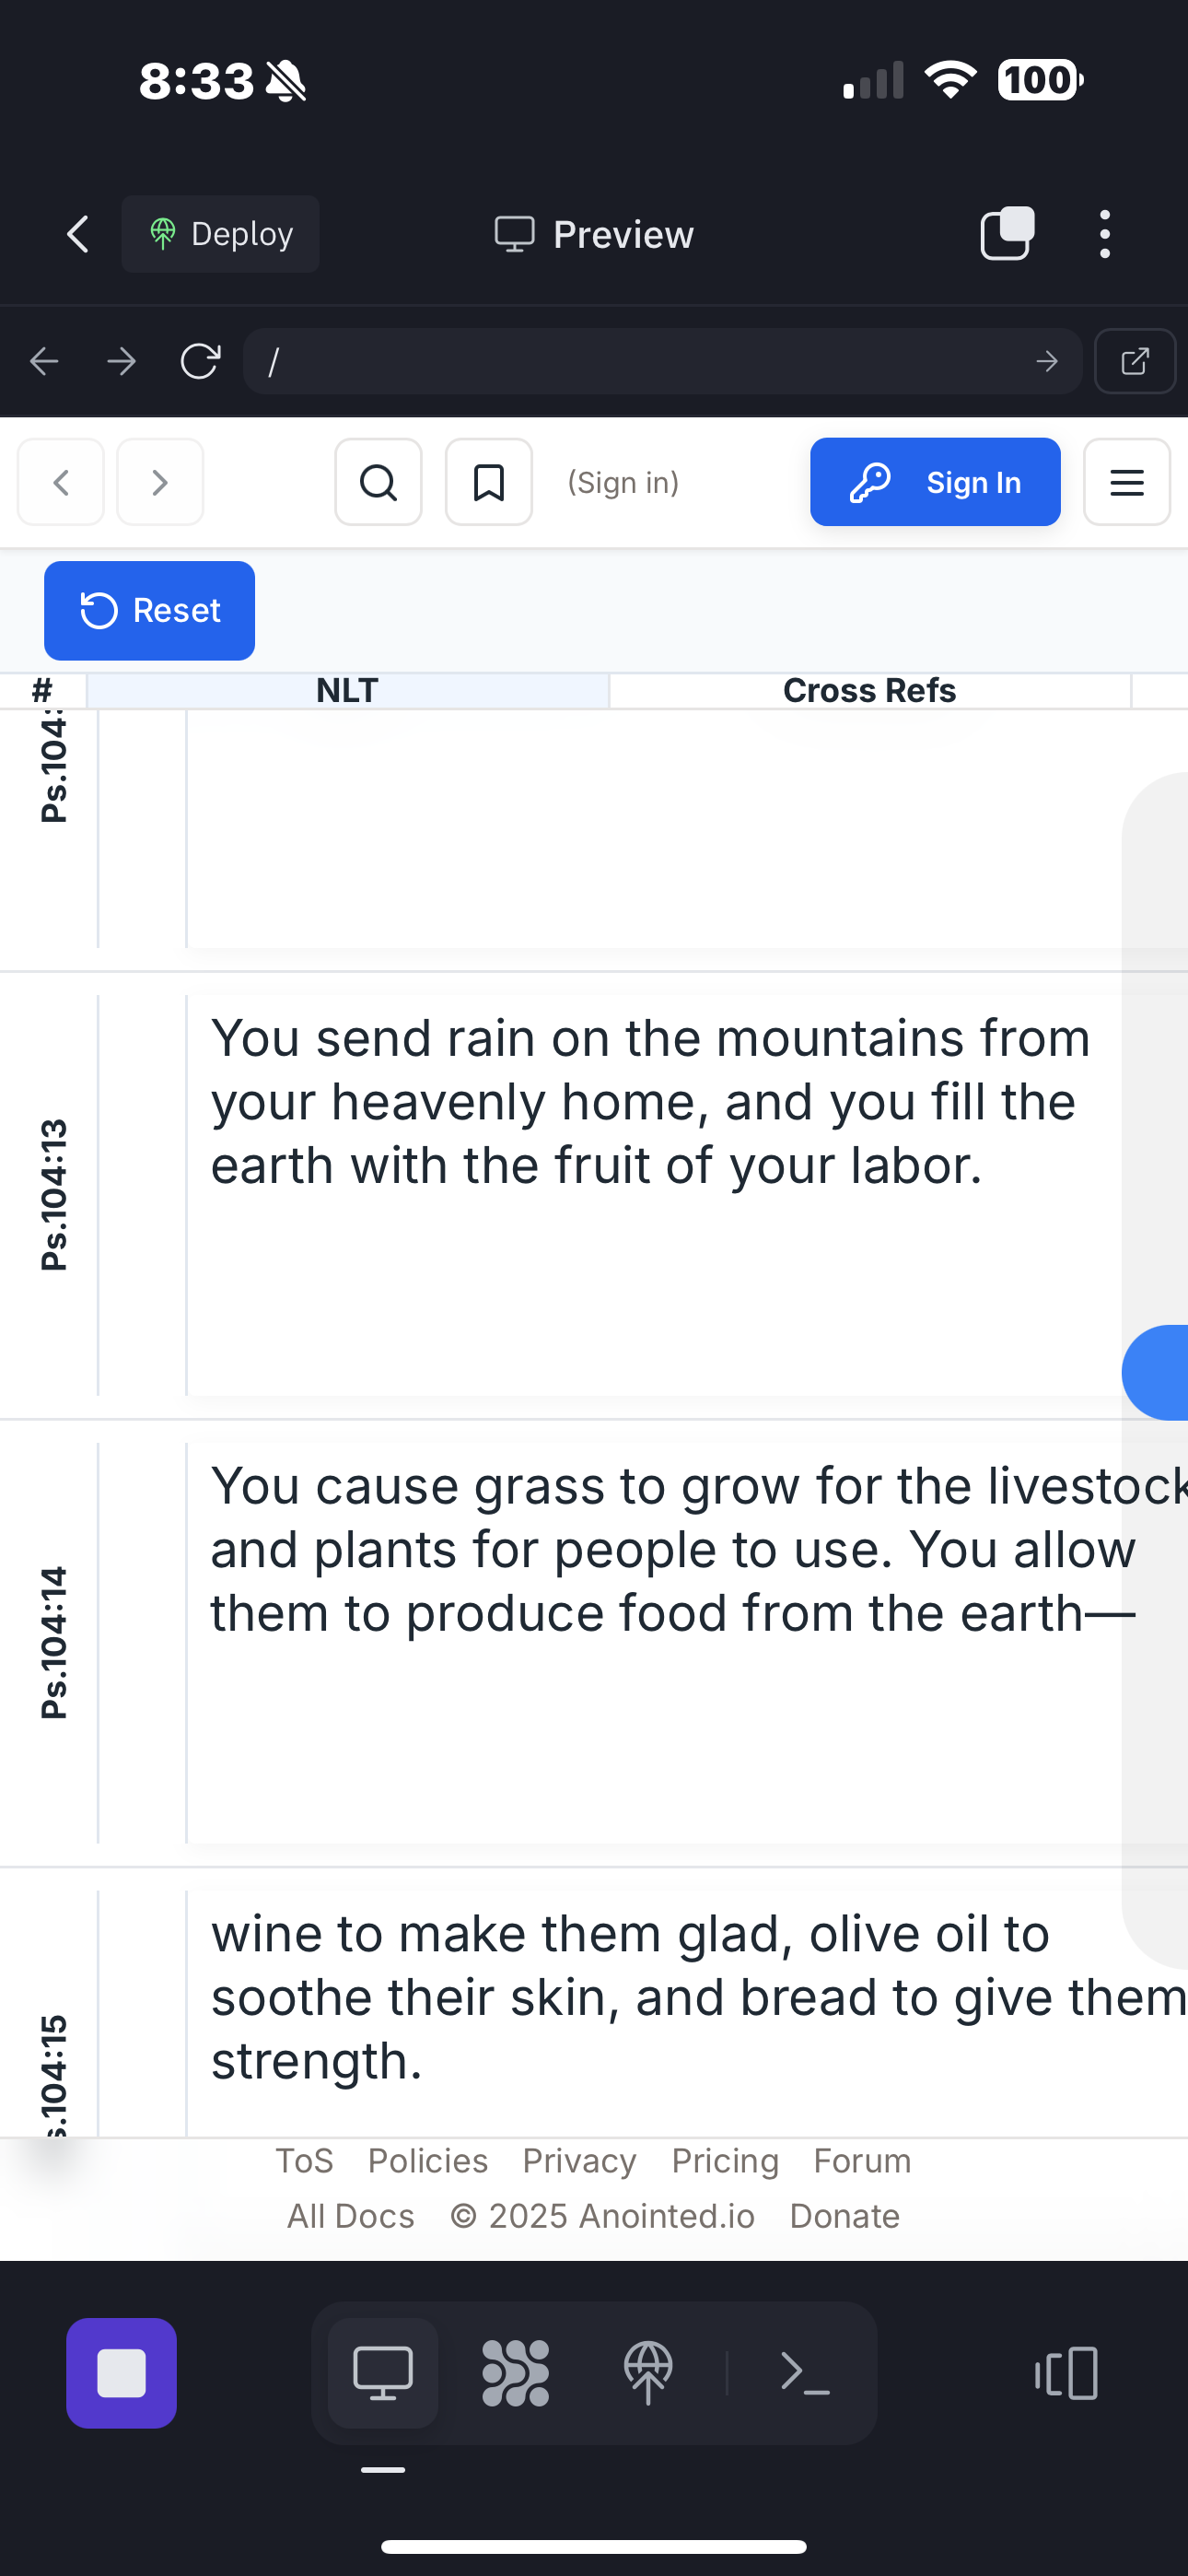 8:33
100
Deploy
Preview
/
(Sign in)
Sign In
Reset
#
NLT
Cross Refs
Ps.104:
Ps.104:13
You send rain on the mountains from
your heavenly home, and you fill the
earth with the fruit of your labor.
Ps.104:14
You cause grass to grow for the livestock
and plants for people to use. You allow
them to produce food from the earth—
s.104:15
wine to make them glad, olive oil to
soothe their skin, and bread to give them
strength.
ToS Policies Privacy Pricing Forum
All Docs © 2025 Anointed.io Donate